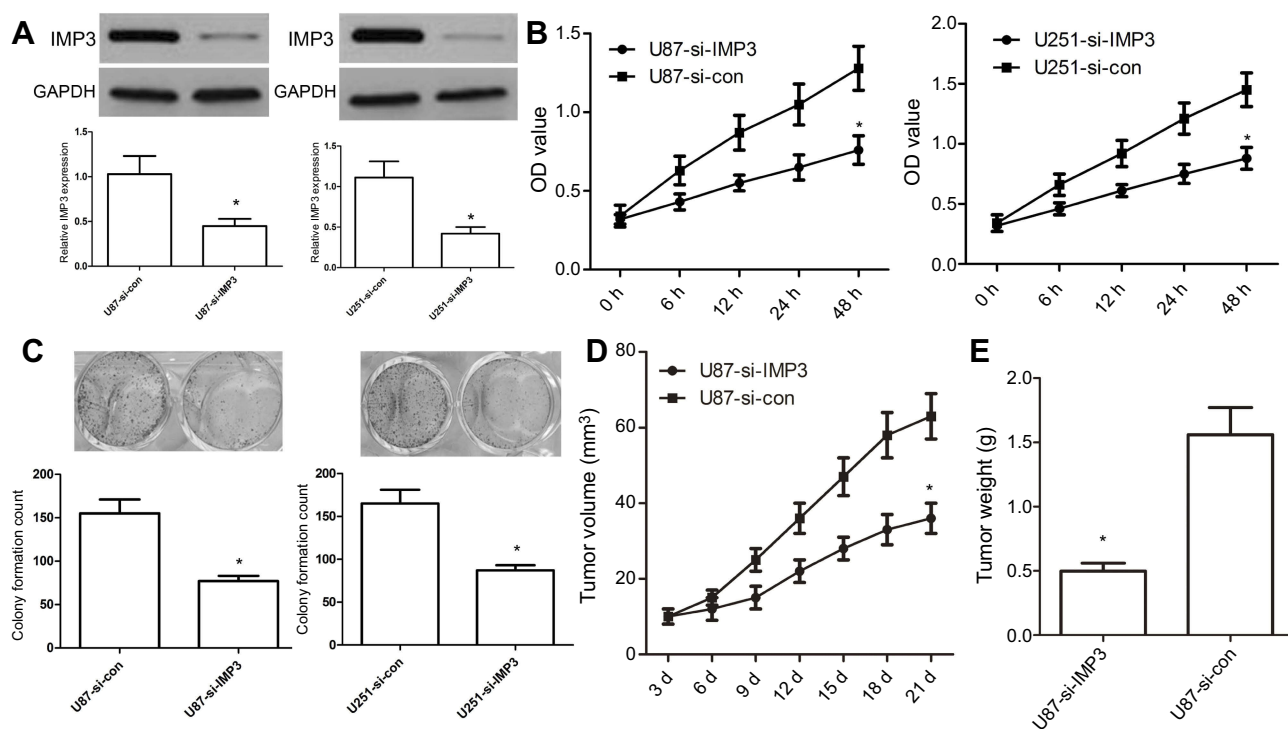 A
IMP3
GAPDH
Relative IMP3 expression
1.5
1.0
0.5
0.0
*
U87-si-con
U87-si-IMP3
IMP3
GAPDH
Relative IMP3 expression
1.5
1.0
0.5
0.0
*
U251-si-con
U251-si-IMP3
B
U87-si-IMP3
U87-si-con
OD value
1.5
1.0
0.5
0.0
*
0 h
6 h
12 h
24 h
48 h
U251-si-IMP3
U251-si-con
OD value
2.0
1.5
1.0
0.5
0.0
*
0 h
6 h
12 h
24 h
48 h
C
Colony formation count
200
150
100
50
0
*
U87-si-con
U87-si-IMP3
Colony formation count
200
150
100
50
0
*
U251-si-con
U251-si-IMP3
D
U87-si-IMP3
U87-si-con
Tumor volume (mm³)
80
60
40
20
0
*
3 d
6 d
9 d
12 d
15 d
18 d
21 d
E
Tumor weight (g)
2.0
1.5
1.0
0.5
0.0
*
U87-si-IMP3
U87-si-con